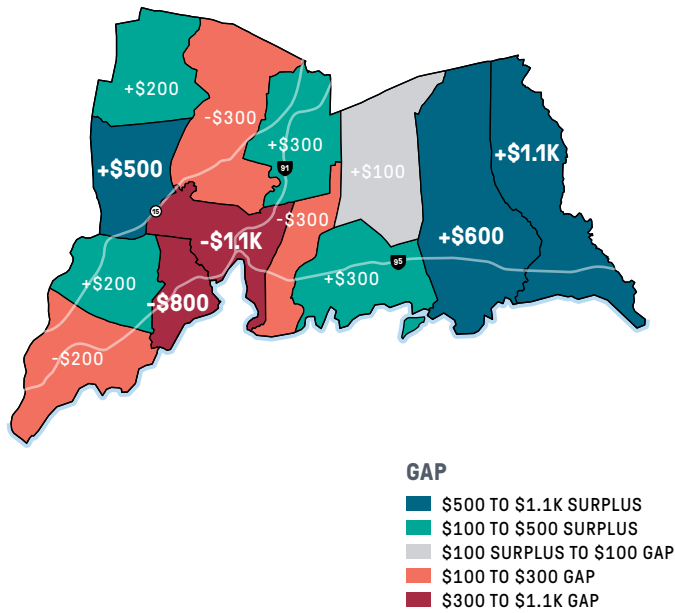 +$200
-$300
+$300
91
+$500
+$100
+$1.1K
15
-$300
-$1.1K
+$600
95
+$200
+$300
-$800
-$200
GAP
$500 TO $1.1K SURPLUS
$100 TO $500 SURPLUS
$100 SURPLUS TO $100 GAP
$100 TO $300 GAP
$300 TO $1.1K GAP